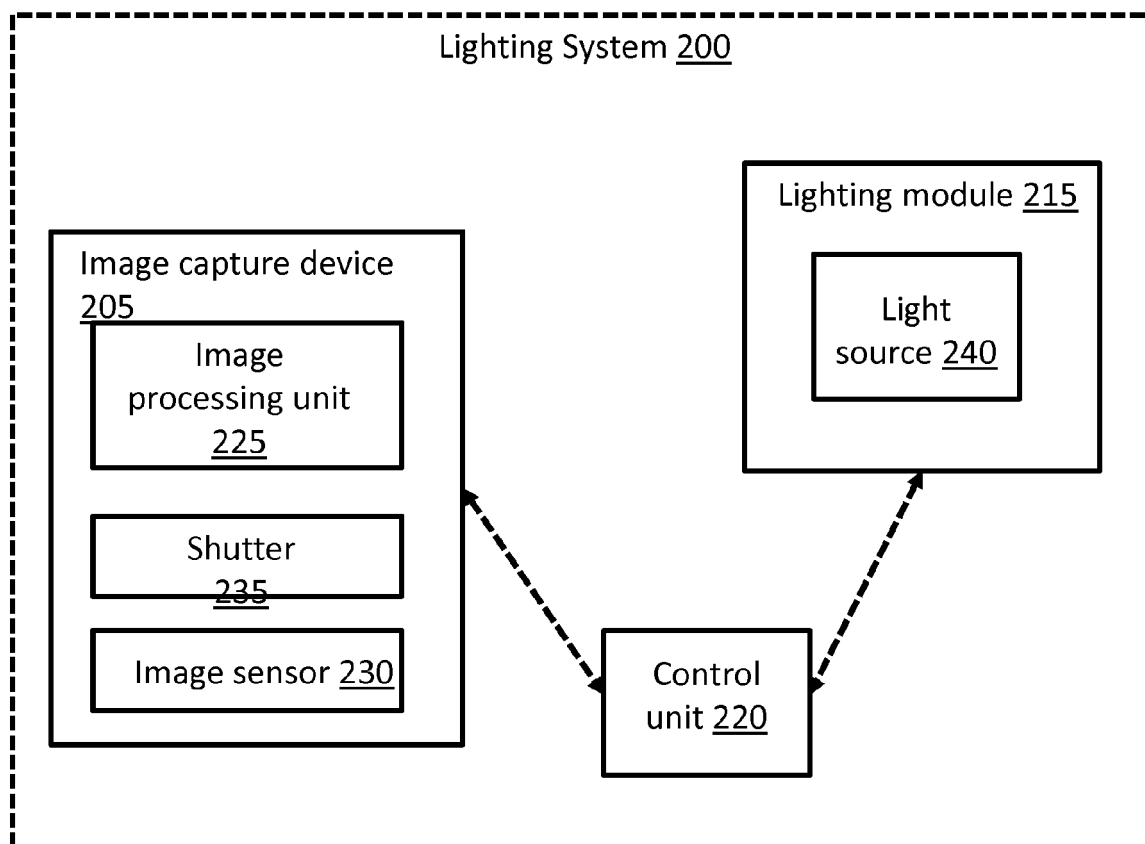 Lighting System 200
Lighting module 215
Light
source 240
Image capture device
205
Image
processing unit
225
Shutter
235
Image sensor 230
Control
unit 220